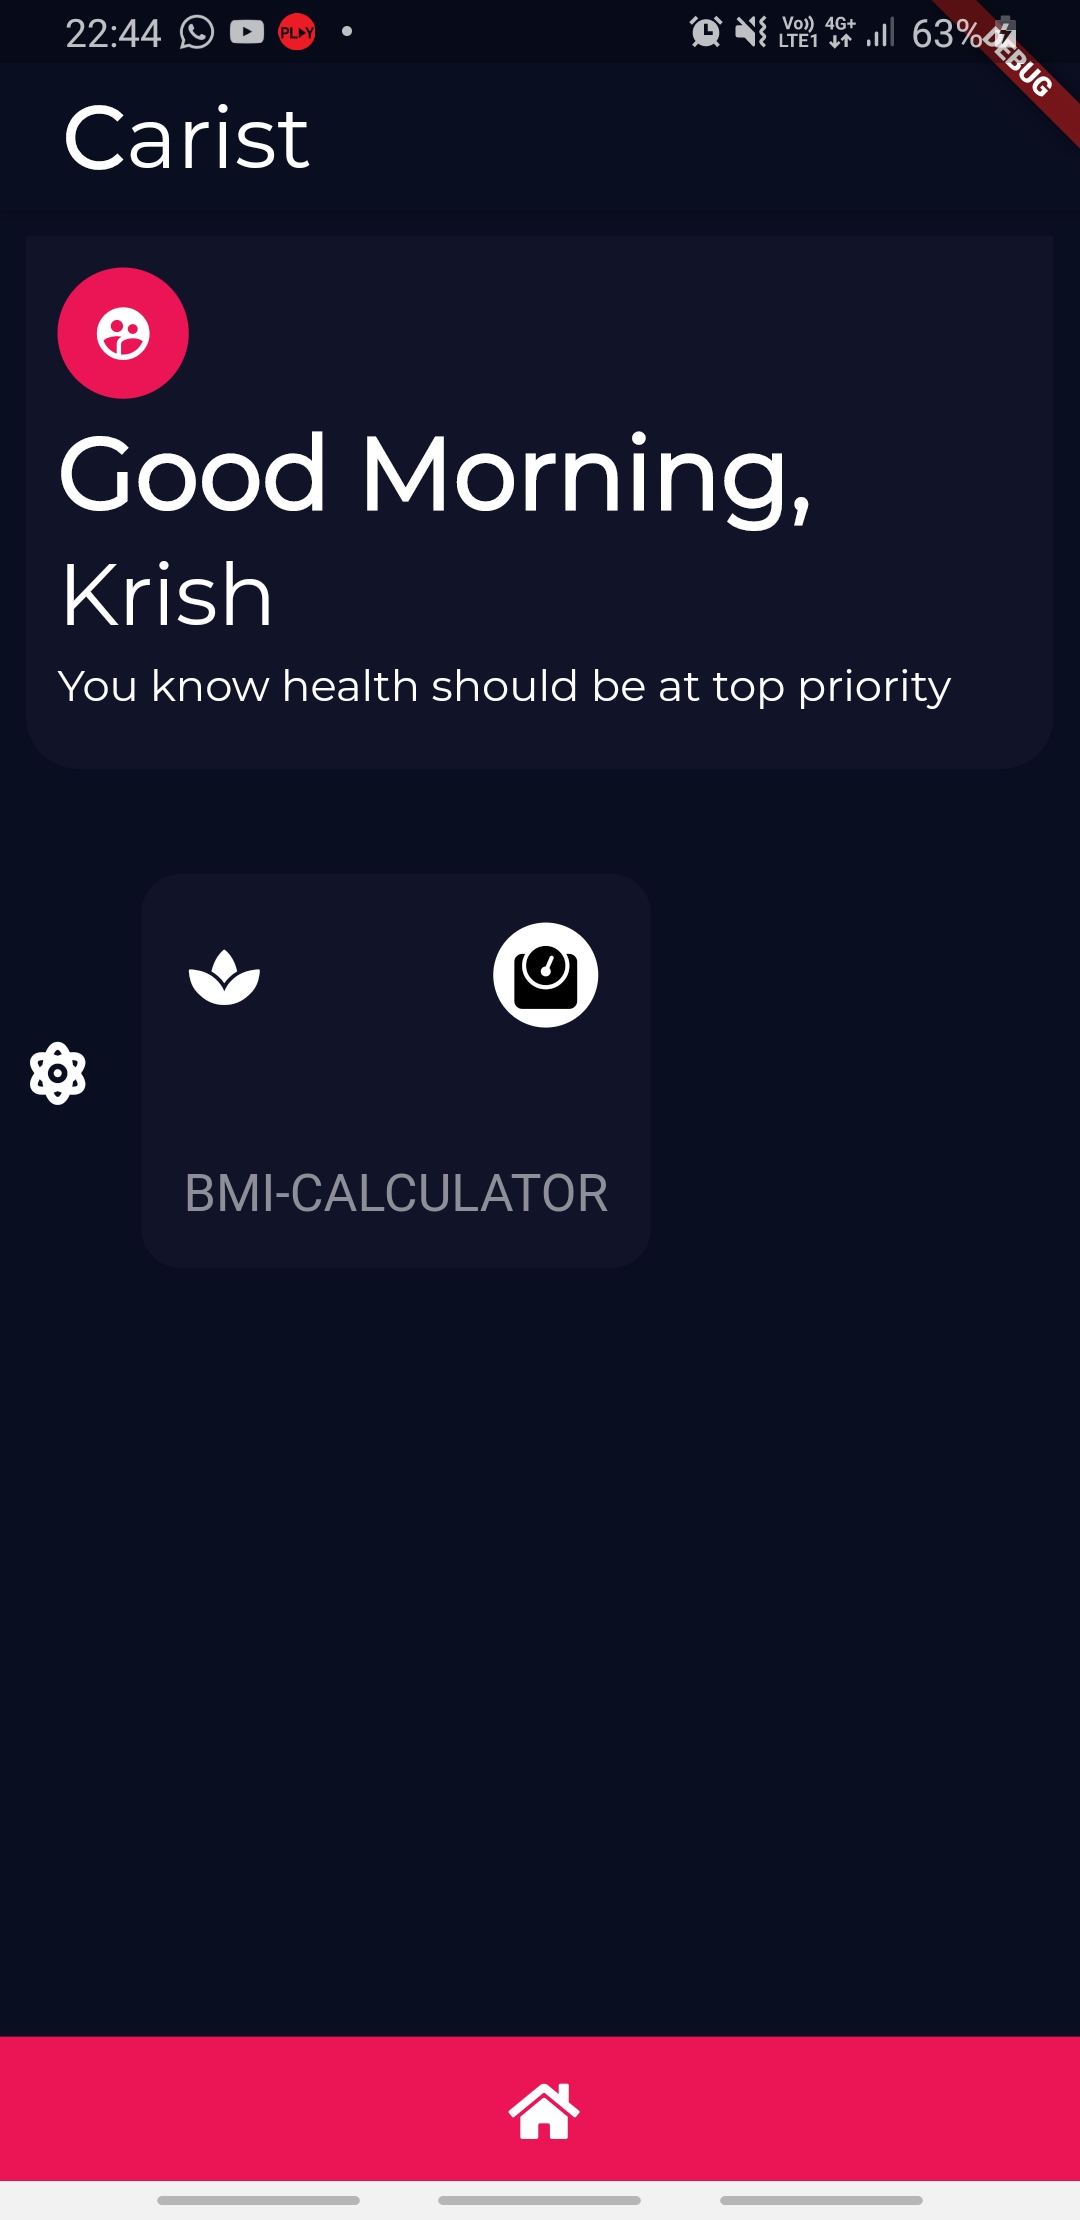 22:44 PLAY Vo)) LTE1 4G+ 63%
DEBUG
Carist
Good Morning,
Krish
You know health should be at top priority
BMI-CALCULATOR